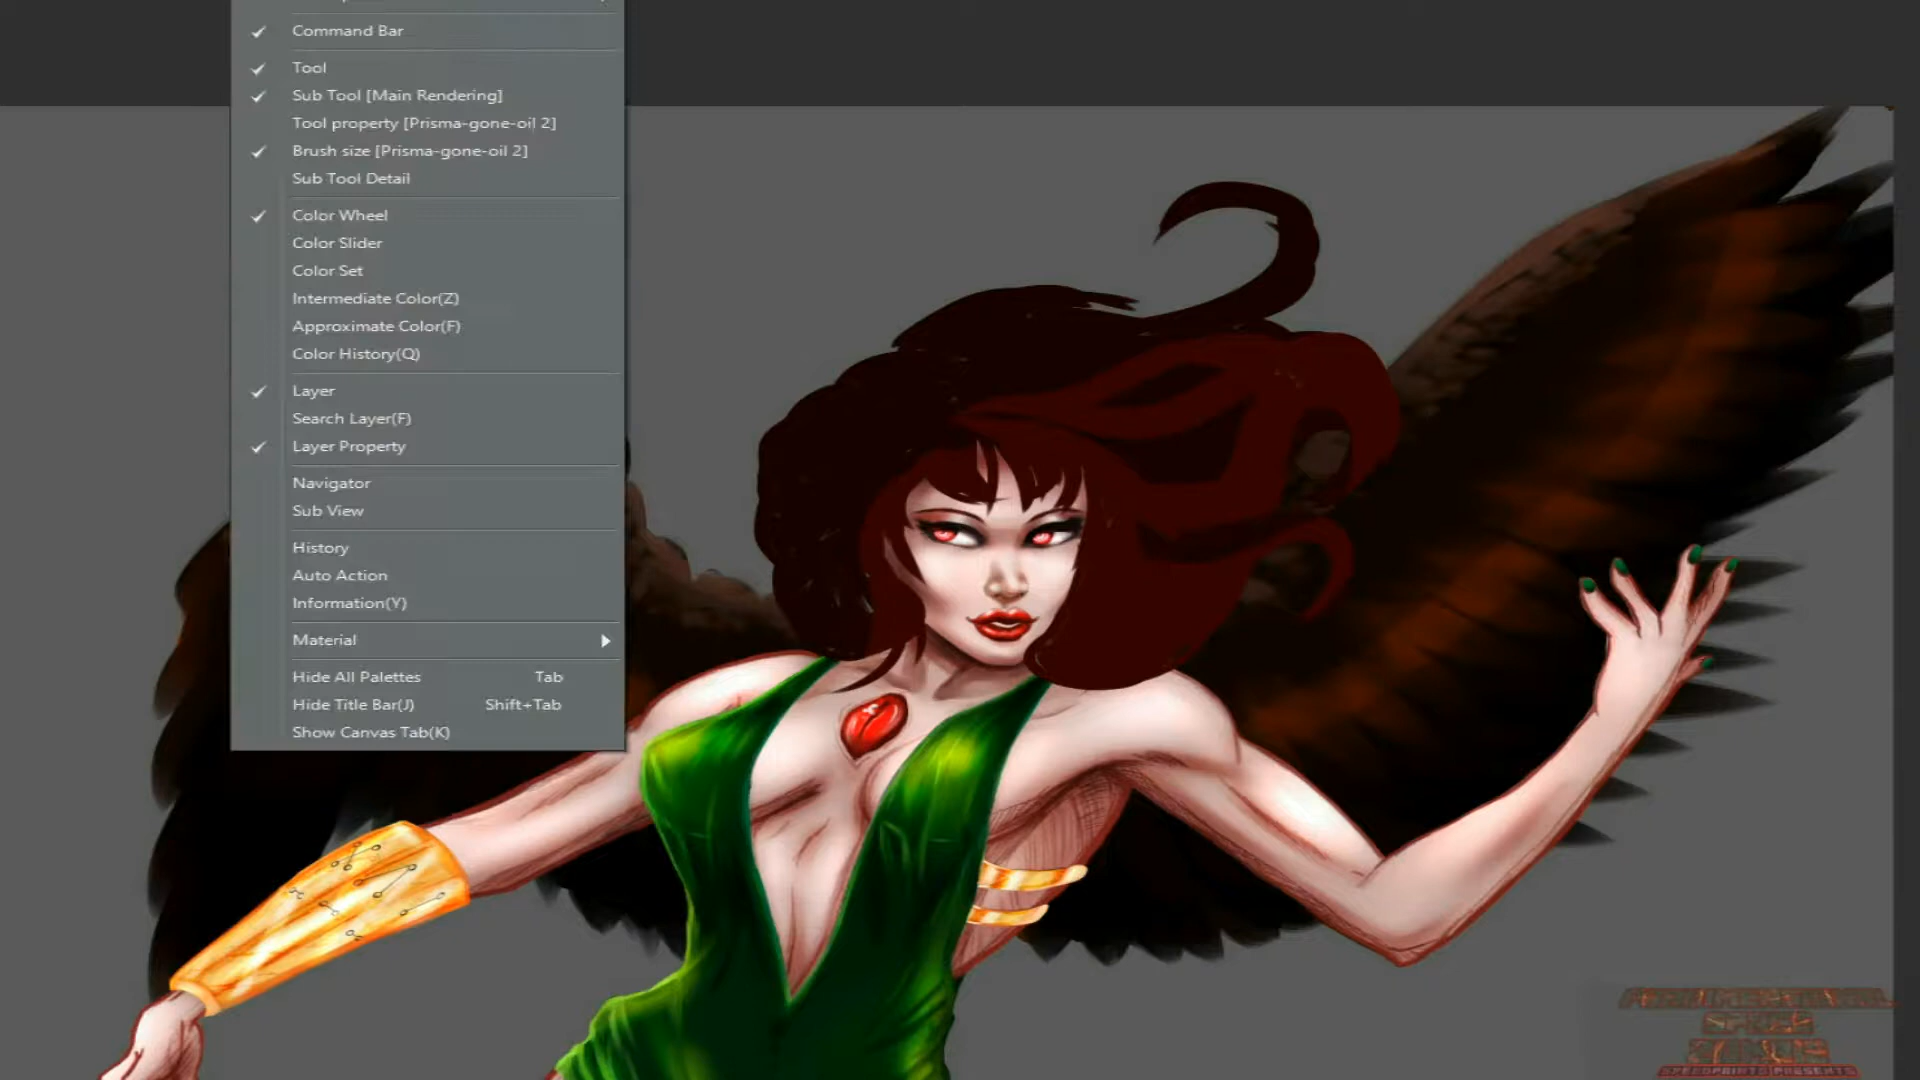 Command Bar
Tool
Sub Tool [Main Rendering]
Tool property [Prisma-gone-oil 2]
Brush size [Prisma-gone-oil 2]
Sub Tool Detail
Color Wheel
Color Slider
Color Set
Intermediate Color(Z)
Approximate Color(F)
Color History(Q)
Layer
Search Layer(F)
Layer Property
Navigator
Sub View
History
Auto Action
Information(Y)
Material
Hide All Palettes Tab
Hide Title Bar(J) Shift+Tab
Show Canvas Tab(K)